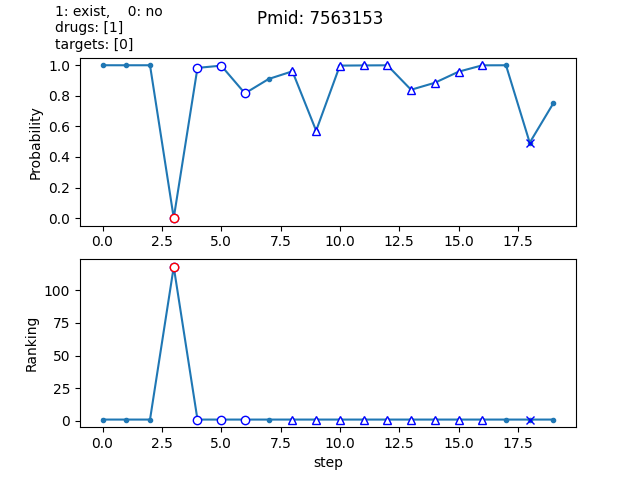 1: exist,    0: no
drugs: [1]
targets: [0]
Pmid: 7563153
Probability
1.0
0.8
0.6
0.4
0.2
0.0
0.0 2.5 5.0 7.5 10.0 12.5 15.0 17.5
Ranking
100
75
50
25
0
0.0 2.5 5.0 7.5 10.0 12.5 15.0 17.5
step